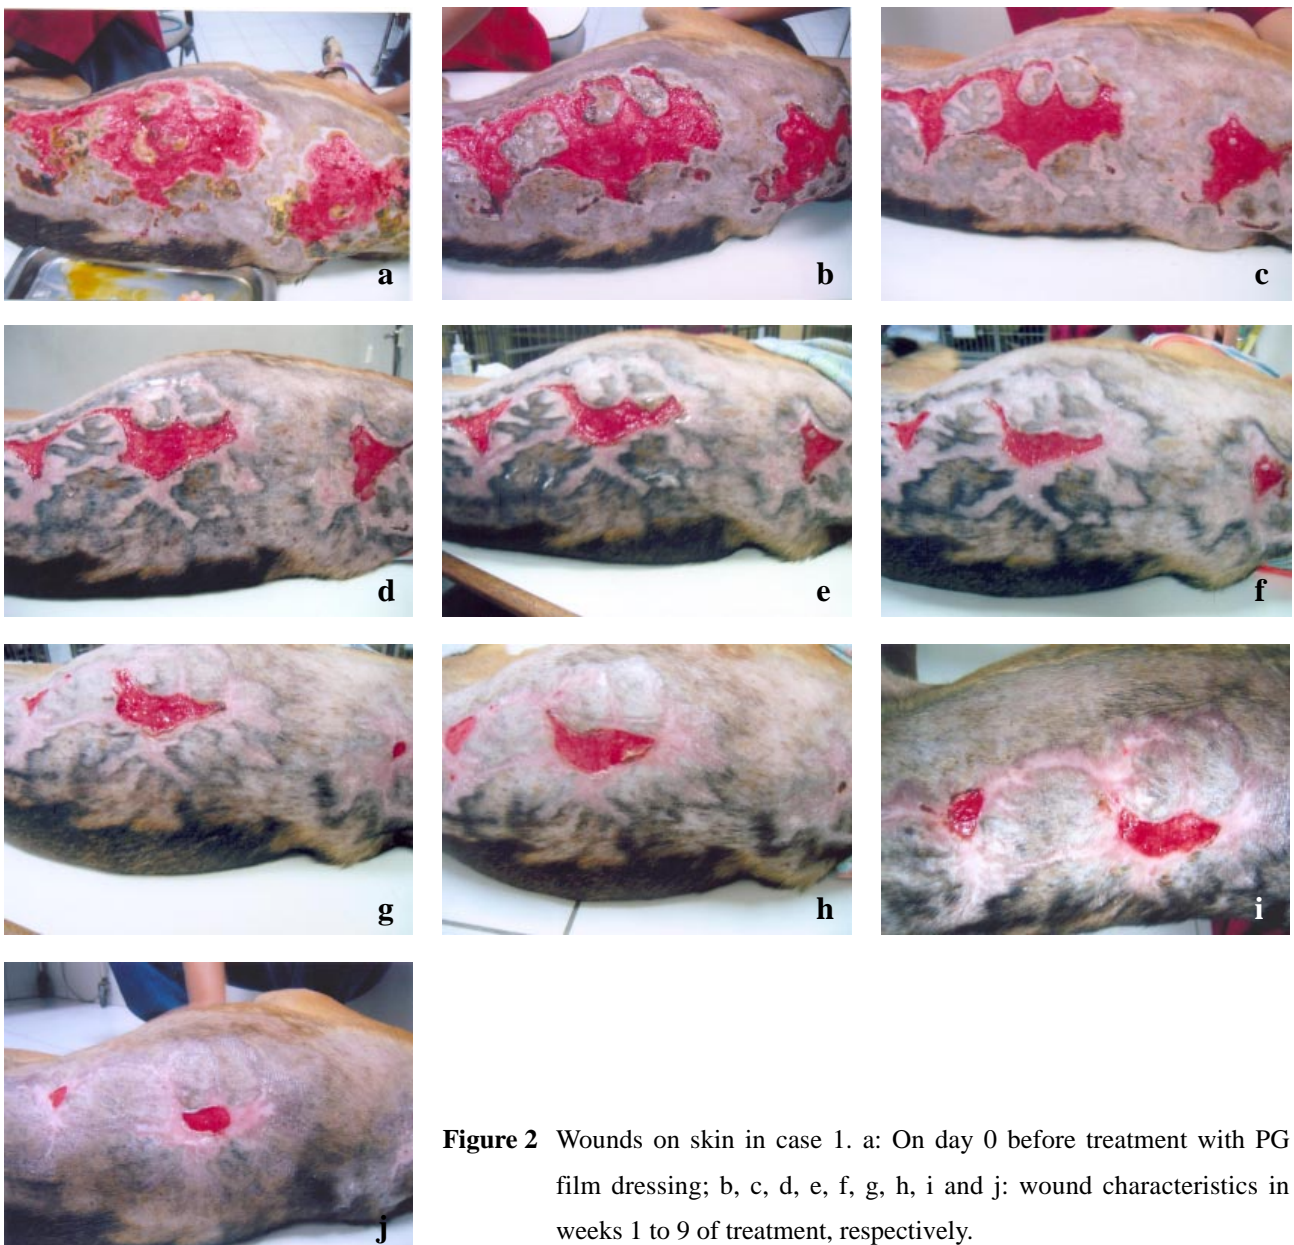 a
b
c
d
e
f
g
h
i
j
Figure 2 Wounds on skin in case 1. a: On day 0 before treatment with PG
film dressing; b, c, d, e, f, g, h, i and j: wound characteristics in
weeks 1 to 9 of treatment, respectively.